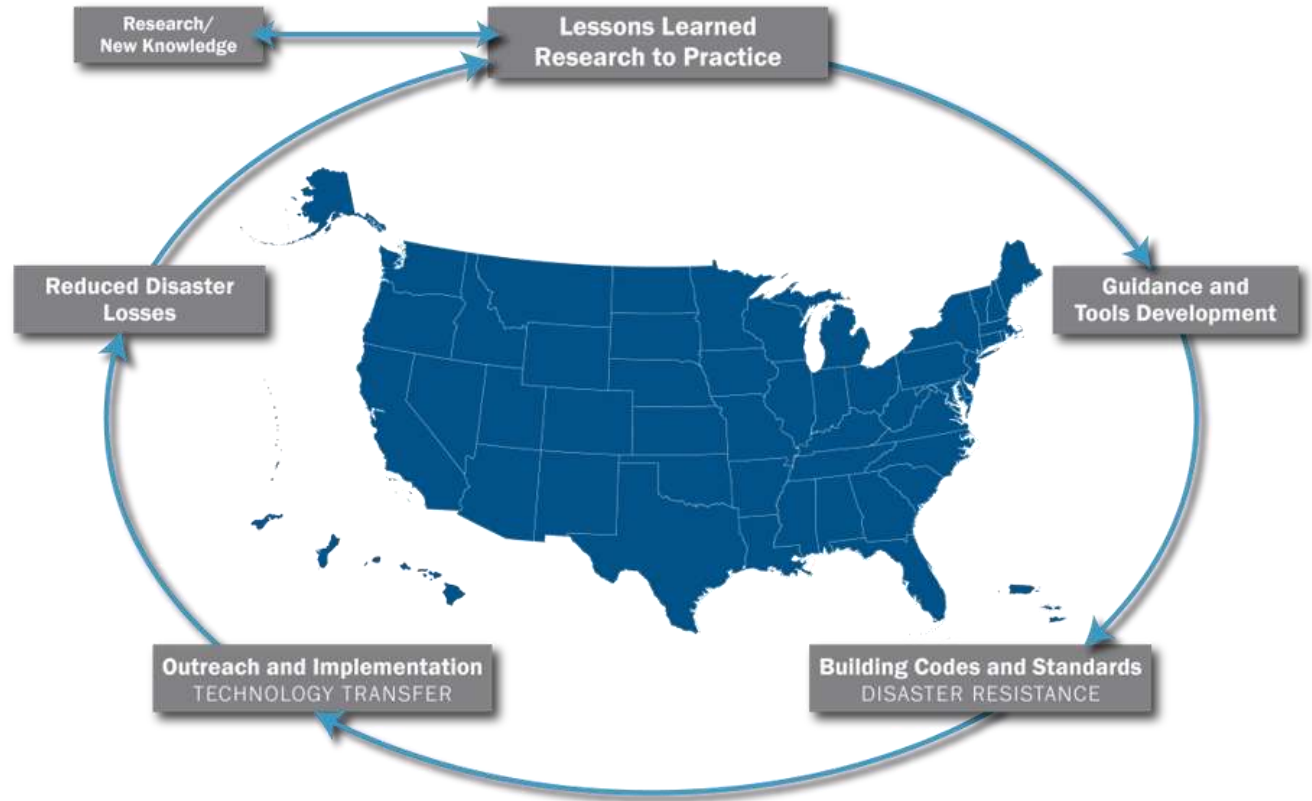 Research/
New Knowledge
Lessons Learned
Research to Practice
Reduced Disaster
Losses
Guidance and
Tools Development
Outreach and Implementation
TECHNOLOGY TRANSFER
Building Codes and Standards
DISASTER RESISTANCE